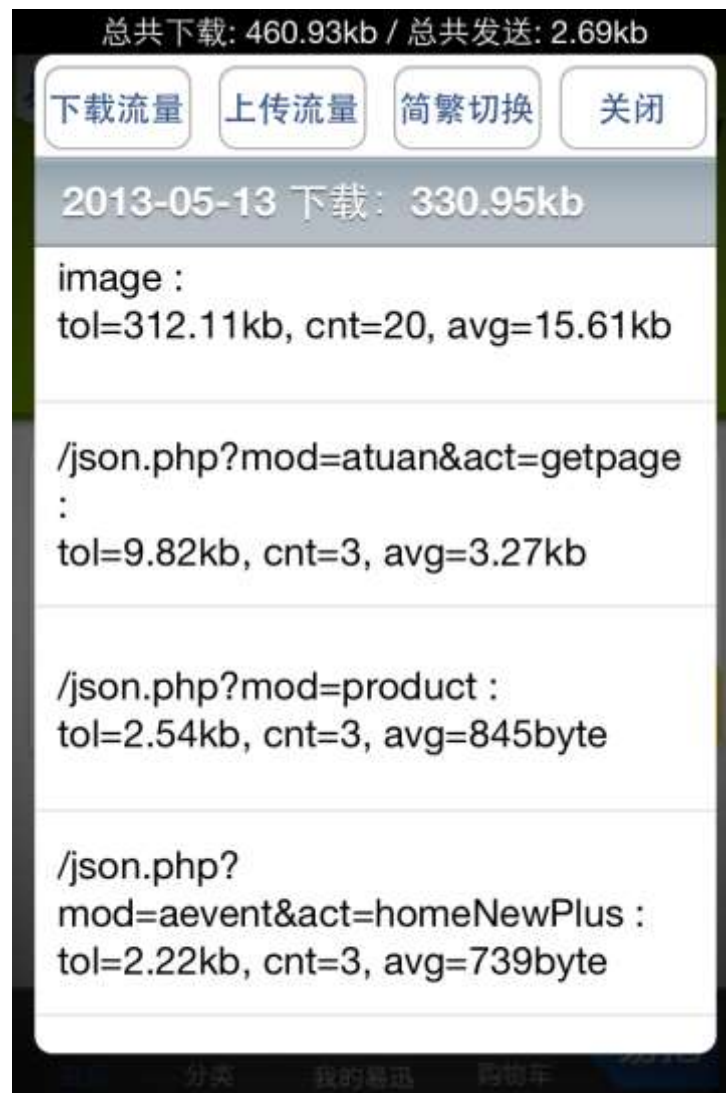 总共下载: 460.93kb / 总共发送: 2.69kb
下载流量 上传流量 简繁切换 关闭
2013-05-13 下载：330.95kb
image :
tol=312.11kb, cnt=20, avg=15.61kb
/json.php?mod=atuan&act=getpage
:
tol=9.82kb, cnt=3, avg=3.27kb
/json.php?mod=product :
tol=2.54kb, cnt=3, avg=845byte
/json.php?
mod=aevent&act=homeNewPlus :
tol=2.22kb, cnt=3, avg=739byte
分类 我的易迅 购物车